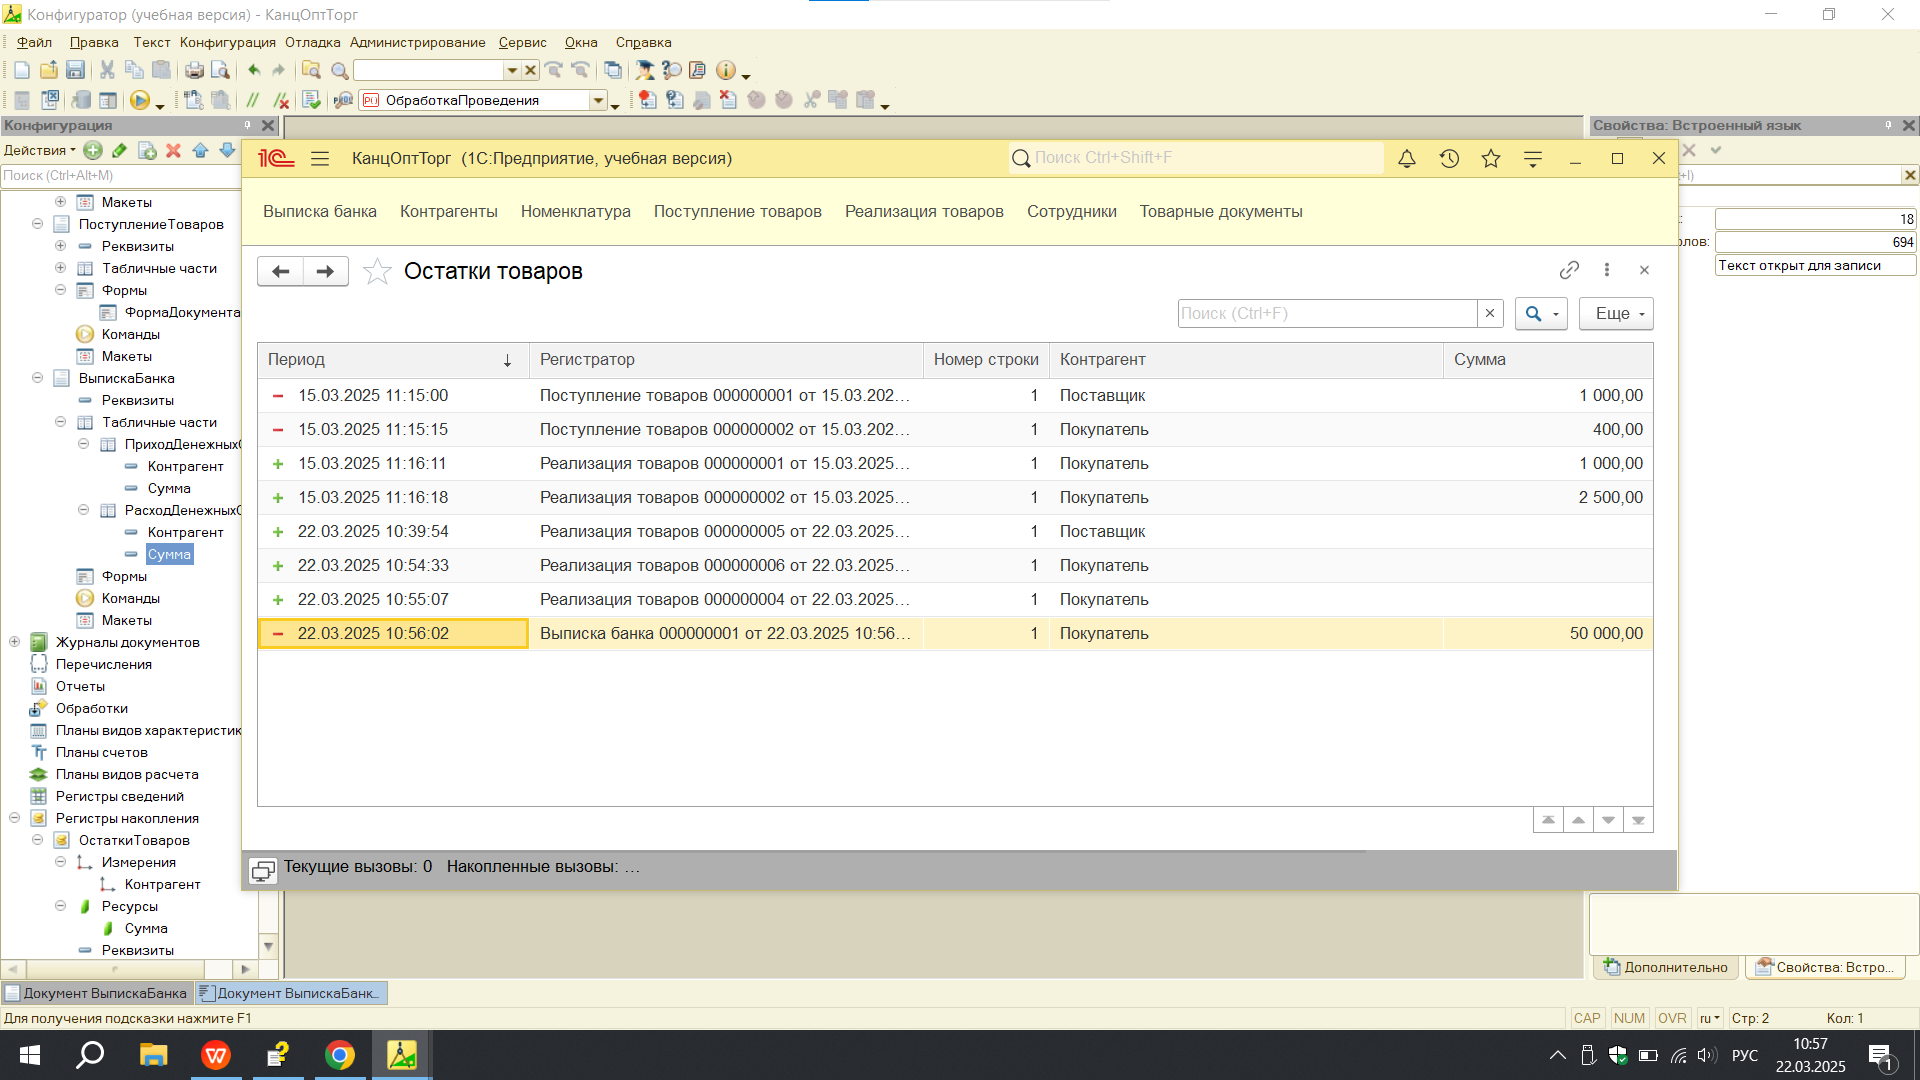 Конфигуратор (учебная версия) - КанцОптТорг
Файл Правка Текст Конфигурация Отладка Администрирование Сервис Окна Справка
ОбработкаПроведения
Конфигурация
Действия
Поиск (Ctrl+Alt+M)
Макеты
ПоступлениеТоваров
Реквизиты
Табличные части
Формы
ФормаДокумента
Команды
Макеты
ВыпискаБанка
Реквизиты
Табличные части
ПриходДенежныхС
Контрагент
Сумма
РасходДенежныхС
Контрагент
Сумма
Формы
Команды
Макеты
Журналы документов
Перечисления
Отчеты
Обработки
Планы видов характеристик
Планы счетов
Планы видов расчета
Регистры сведений
Регистры накопления
ОстаткиТоваров
Измерения
Контрагент
Ресурсы
Сумма
Реквизиты
1С КанцОптТорг (1С:Предприятие, учебная версия)
Поиск Ctrl+Shift+F
Выписка банка Контрагенты Номенклатура Поступление товаров Реализация товаров Сотрудники Товарные документы
Остатки товаров
Поиск (Ctrl+F) × Еще
Период Регистратор Номер строки Контрагент Сумма
15.03.2025 11:15:00 Поступление товаров 000000001 от 15.03.202... 1 Поставщик 1 000,00
15.03.2025 11:15:15 Поступление товаров 000000002 от 15.03.202... 1 Покупатель 400,00
15.03.2025 11:16:11 Реализация товаров 000000001 от 15.03.2025... 1 Покупатель 1 000,00
15.03.2025 11:16:18 Реализация товаров 000000002 от 15.03.2025... 1 Покупатель 2 500,00
22.03.2025 10:39:54 Реализация товаров 000000005 от 22.03.2025... 1 Поставщик
22.03.2025 10:54:33 Реализация товаров 000000006 от 22.03.2025... 1 Покупатель
22.03.2025 10:55:07 Реализация товаров 000000004 от 22.03.2025... 1 Покупатель
22.03.2025 10:56:02 Выписка банка 000000001 от 22.03.2025 10:56... 1 Покупатель 50 000,00
Текущие вызовы: 0 Накопленные вызовы: ...
Свойства: Встроенный язык
+I)
18
олов: 694
Текст открыт для записи
Дополнительно Свойства: Встро...
Документ ВыпискаБанка Документ ВыпискаБанк...
Для получения подсказки нажмите F1
CAP NUM OVR ru Стр: 2 Кол: 1
РУС 10:57
22.03.2025
1